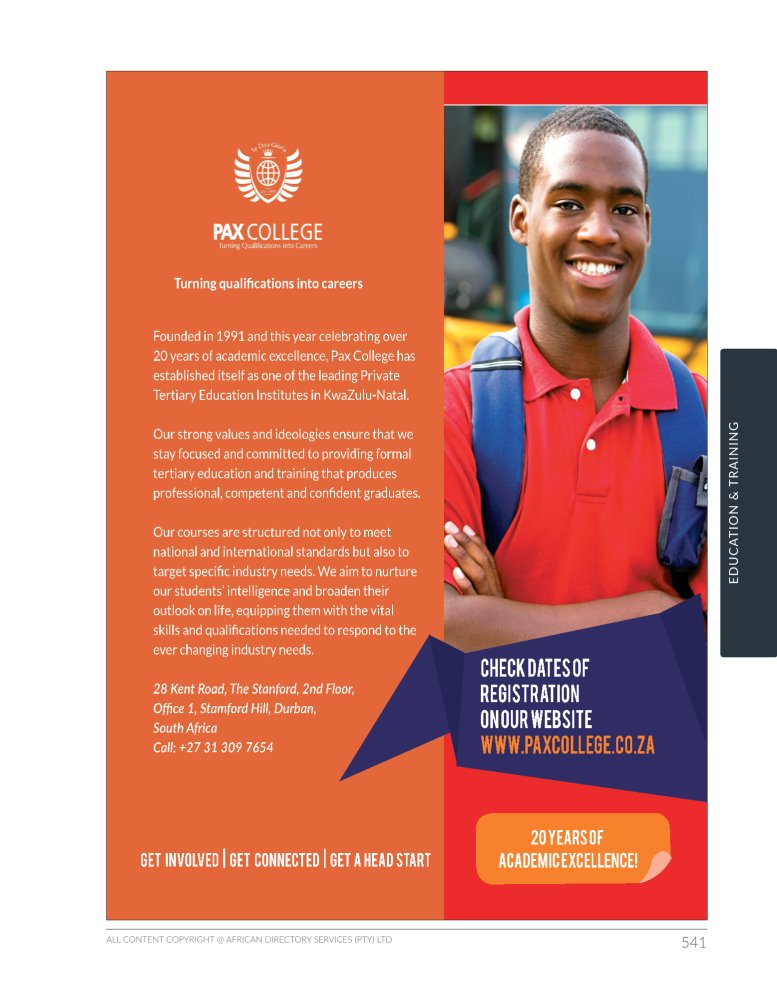 Te Deo Gloria
PAX COLLEGE
Turning Qualifications into Careers
Turning qualifications into careers
Founded in 1991 and this year celebrating over
20 years of academic excellence, Pax College has
established itself as one of the leading Private
Tertiary Education Institutes in KwaZulu-Natal.
Our strong values and ideologies ensure that we
stay focused and committed to providing formal
tertiary education and training that produces
professional, competent and confident graduates.
Our courses are structured not only to meet
national and international standards but also to
target specific industry needs. We aim to nurture
our students' intelligence and broaden their
outlook on life, equipping them with the vital
skills and qualifications needed to respond to the
ever changing industry needs.
28 Kent Road, The Stanford, 2nd Floor,
Office 1, Stamford Hill, Durban,
South Africa
Call: +27 31 309 7654
GET INVOLVED | GET CONNECTED | GET A HEAD START
CHECK DATES OF
REGISTRATION
ON OUR WEBSITE
WWW.PAXCOLLEGE.CO.ZA
20 YEARS OF
ACADEMIC EXCELLENCE!
EDUCATION & TRAINING
ALL CONTENT COPYRIGHT @ AFRICAN DIRECTORY SERVICES (PTY) LTD
541